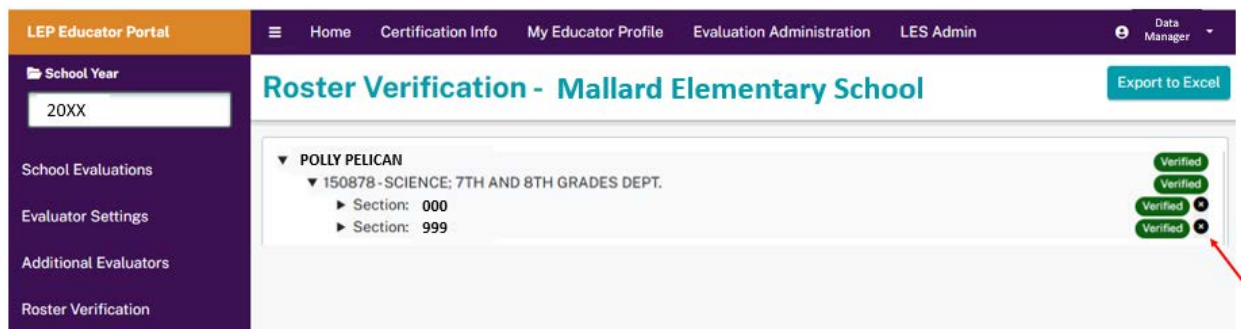 LEP Educator Portal
Home Certification Info My Educator Profile Evaluation Administration LES Admin
Data
Manager
School Year
20XX
School Evaluations
Evaluator Settings
Additional Evaluators
Roster Verification
Roster Verification - Mallard Elementary School
Export to Excel
POLLY PELICAN Verified
150878 - SCIENCE; 7TH AND 8TH GRADES DEPT. Verified
Section: 000 Verified
Section: 999 Verified